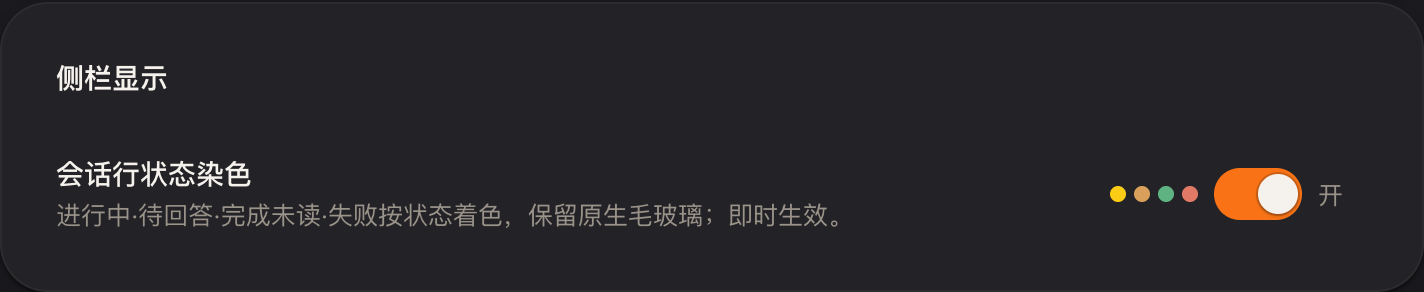 侧栏显示
会话行状态染色
进行中·待回答·完成未读·失败按状态着色，保留原生毛玻璃；即时生效。
开